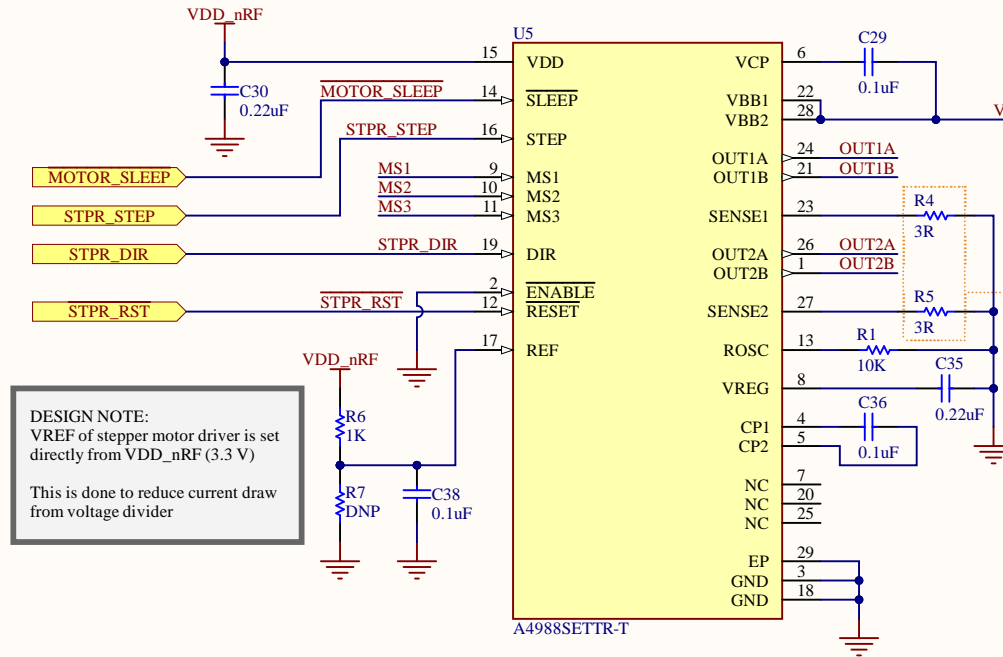 VDD_nRF
C30
0.22uF
MOTOR_SLEEP
STPR_STEP
MOTOR_SLEEP
STPR_STEP
STPR_DIR
STPR_RST
MS1
MS2
MS3
STPR_DIR
STPR_RST
VDD_nRF
R6
1K
R7
DNP
C38
0.1uF
DESIGN NOTE:
VREF of stepper motor driver is set
directly from VDD_nRF (3.3 V)
This is done to reduce current draw
from voltage divider
U5
15 VDD
14 SLEEP
16 STEP
9 MS1
10 MS2
11 MS3
19 DIR
2 ENABLE
12 RESET
17 REF
VCP 6
VBB1 22
VBB2 28
OUT1A 24 OUT1A
OUT1B 21 OUT1B
SENSE1 23
OUT2A 26 OUT2A
OUT2B 1 OUT2B
SENSE2 27
ROSC 13
VREG 8
CP1 4
CP2 5
NC 7
NC 20
NC 25
EP 29
GND 3
GND 18
A4988SETTR-T
C29
0.1uF
V
R4
3R
R5
3R
R1
10K
C35
0.22uF
C36
0.1uF